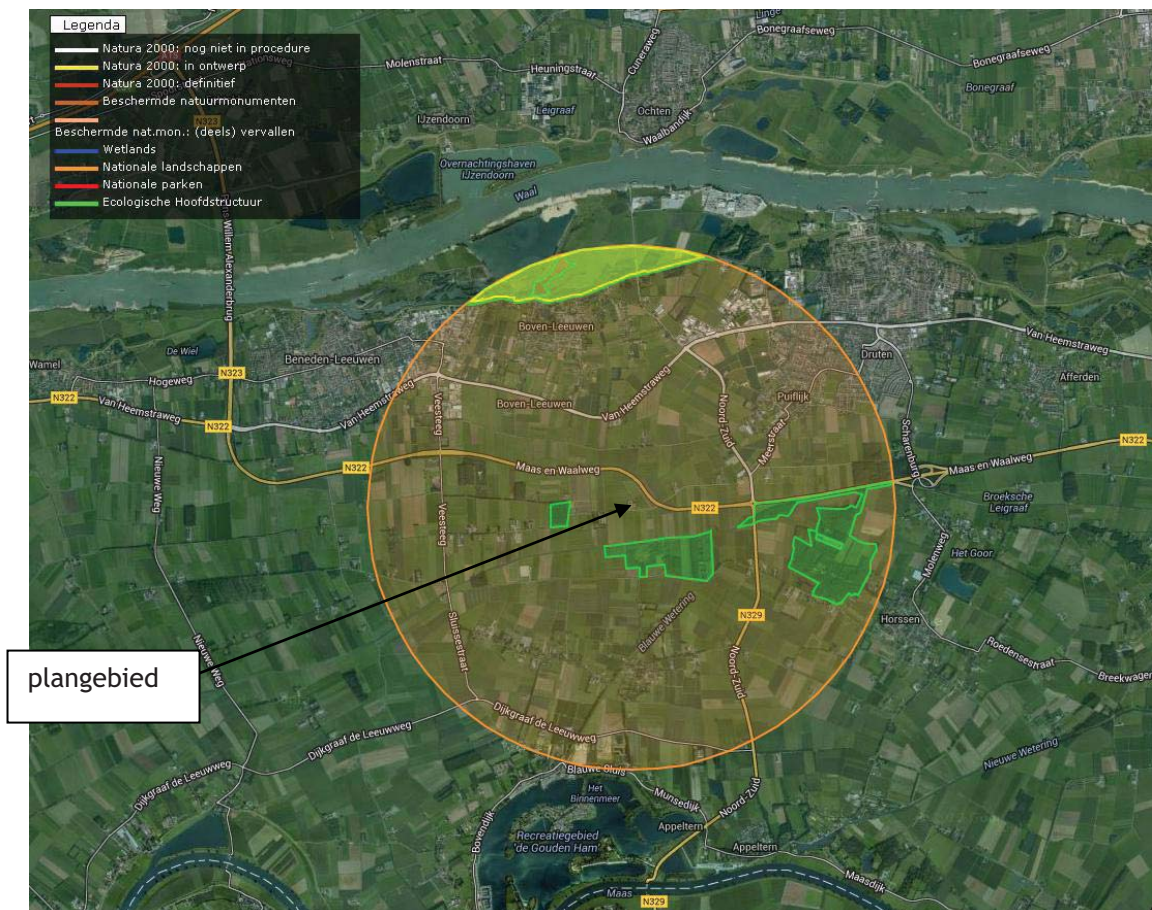 Legenda
Natura 2000: nog niet in procedure
Natura 2000: in ontwerp
Natura 2000: definitief
Beschermde natuurmonumenten
Beschermde nat.mon.: (deels) vervallen
Wetlands
Nationale landschappen
Nationale parken
Ecologische Hoofdstructuur
Linge
Bonegraafseweg
Cuneraweg
Molenstraat
Heuningstraat
Bonegraafseweg
Leigraaf
Ochten
Bonegraaf
IJzendoorn
Waalbandijk
N323
Overnachtingshaven
IJzendoorn
Waal
Willem-Alexanderbrug
Boven-Leeuwen
De Wiel
Beneden-Leeuwen
Van Heemstraweg
Druten
Wamel
Hogeweg
N323
Afferden
N322
Van Heemstraweg
N322
Van Heemstraweg
Veesteeg
Boven-Leeuwen
Van Heemstraweg
Noord Zuid
Puiflijk
Meerstraat
Scharenburg
N322
N322
Maas en Waalweg
Maas en Waalweg
Nieuwe Weg
Veesteeg
N322
Broeksche
Leigraaf
Molenweg
Het Goor
Blauwe Wetering
N329
Horssen
Sluissestraat
Nieuwe Weg
Noord-Zuid
Roedensestraat
Breekwagen
plangebied
Dijkgraaf de Leeuwweg
Dijkgraaf de Leeuwweg
Nieuwe Wetering
Dijkgraaf de Leeuwweg
Blauwe Sluis
Het
Binnenmeer
Munsedijk
Noord-Zuid
Bovendijk
Recreatiegebied
'de Gouden Ham'
Appeltern
Appeltern
Maasdijk
Maas
N329